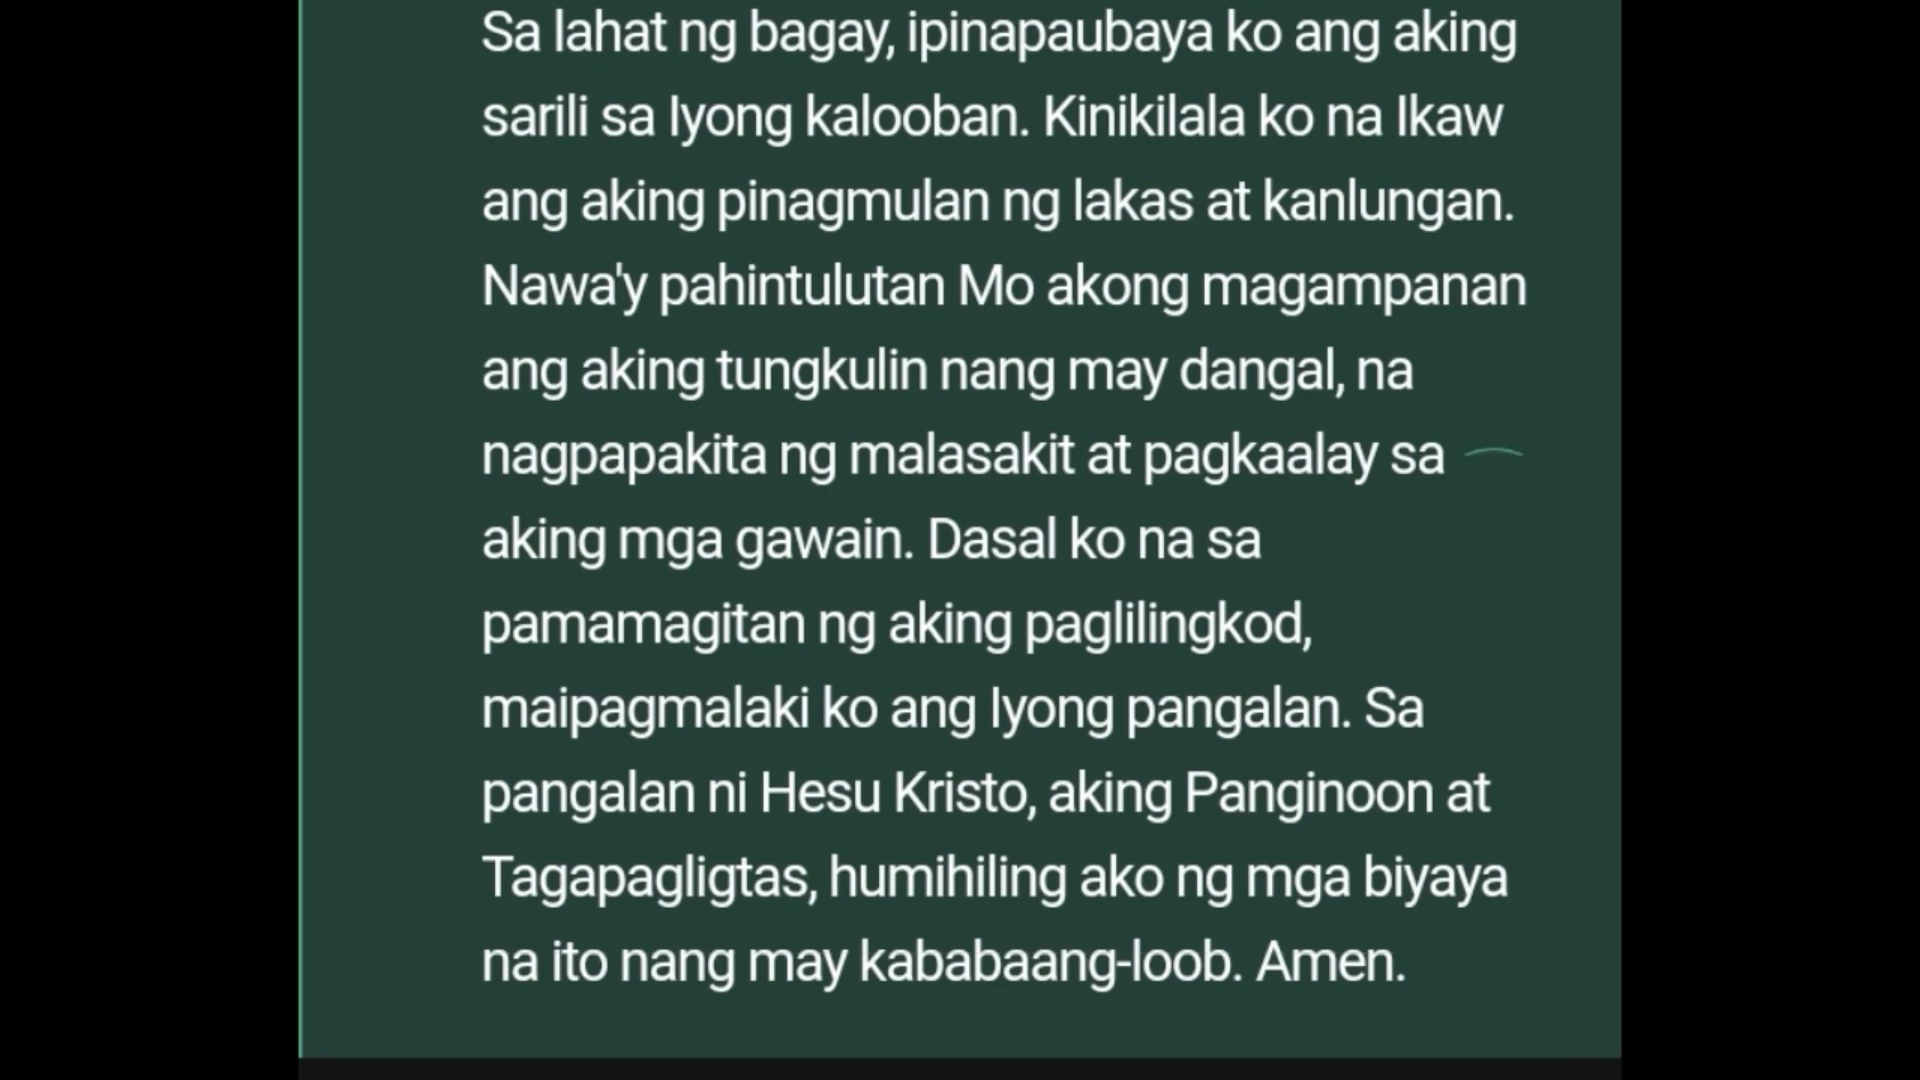 Sa lahat ng bagay, ipinapaubaya ko ang aking
sarili sa Iyong kalooban. Kinikilala ko na Ikaw
ang aking pinagmulan ng lakas at kanlungan.
Nawa'y pahintulutan Mo akong magampanan
ang aking tungkulin nang may dangal, na
nagpapakita ng malasakit at pagkaalay sa
aking mga gawain. Dasal ko na sa
pamamagitan ng aking paglilingkod,
maipagmalaki ko ang Iyong pangalan. Sa
pangalan ni Hesu Kristo, aking Panginoon at
Tagapagligtas, humihiling ako ng mga biyaya
na ito nang may kababaang-loob. Amen.